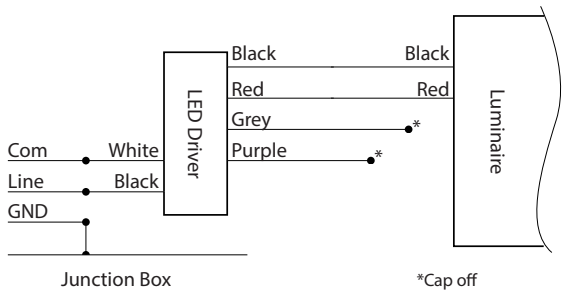 Black Black
Red Red
Grey *
Purple *
LED Driver
Luminaire
Com White
Line Black
GND
Junction Box
*Cap off